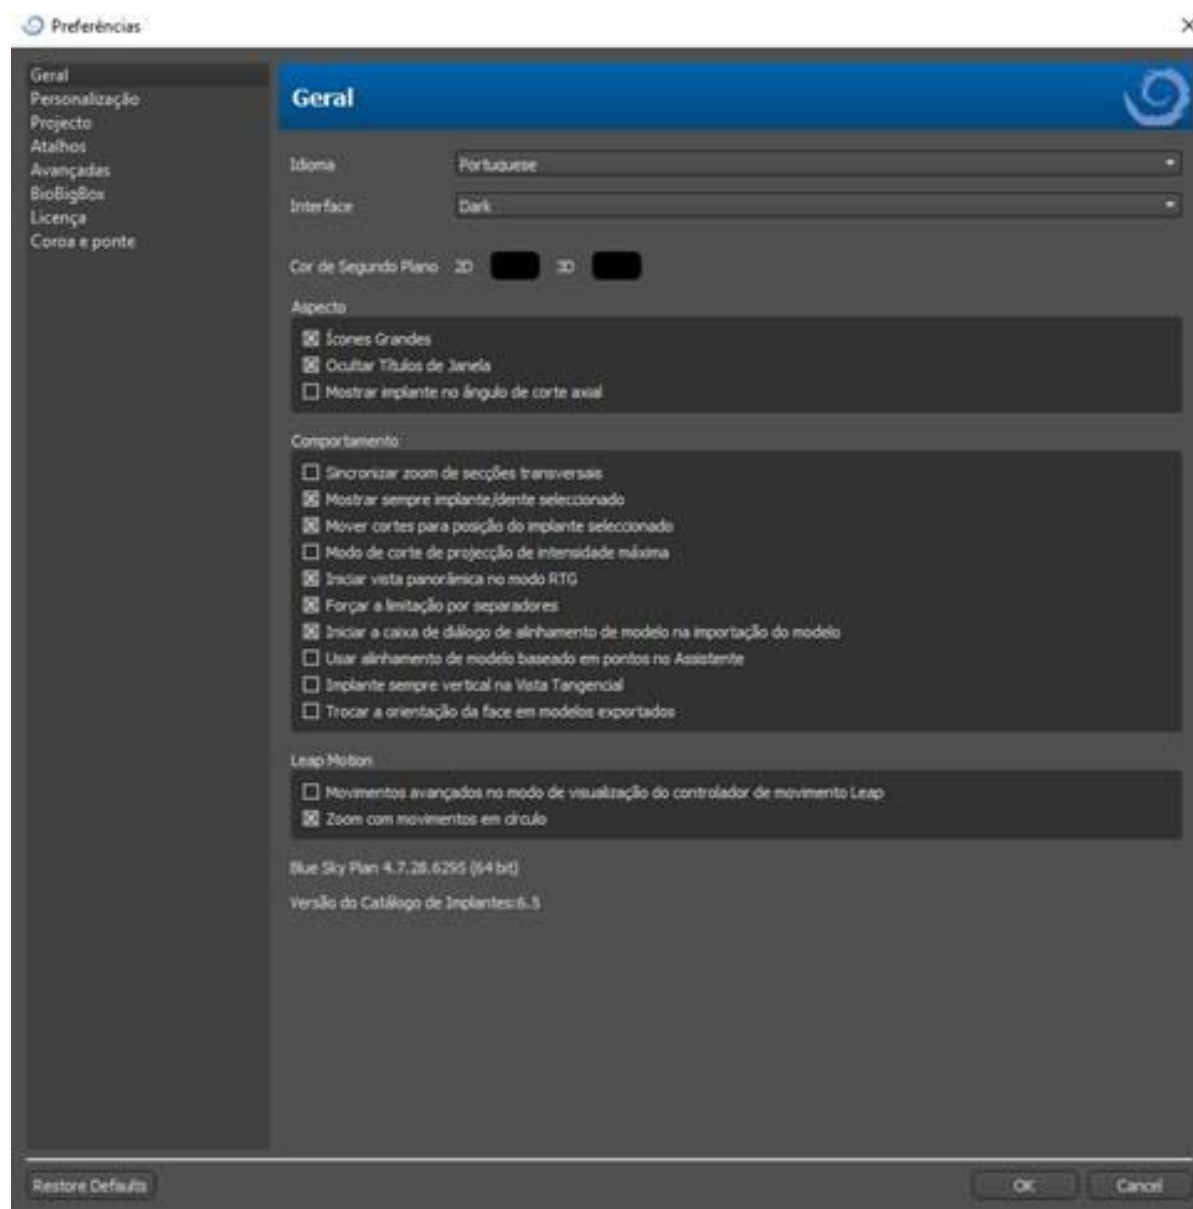 Preferências
Geral
Personalização
Projecto
Atalhos
Avançadas
BioBigBox
Licença
Coroa e ponte
Geral
Idioma Portuguese
Interface Dark
Cor de Segundo Plano 2D 3D
Aspecto
Ícones Grandes
Ocultar Títulos de Janela
Mostrar implante no ângulo de corte axial
Comportamento
Sincronizar zoom de secções transversais
Mostrar sempre implante/dente seleccionado
Mover cortes para posição do implante seleccionado
Modo de corte de projecção de intensidade máxima
Iniciar vista panorâmica no modo RTG
Forçar a limitação por separadores
Iniciar a caixa de diálogo de alinhamento de modelo na importação do modelo
Usar alinhamento de modelo baseado em pontos no Assistente
Implante sempre vertical na Vista Tangencial
Trocar a orientação da face em modelos exportados
Leap Motion
Movimentos avançados no modo de visualização do controlador de movimento Leap
Zoom com movimentos em círculo
Blue Sky Plan 4.7.28.6295 (64 bit)
Versão do Catálogo de Implantes:6.5
Restore Defaults OK Cancel